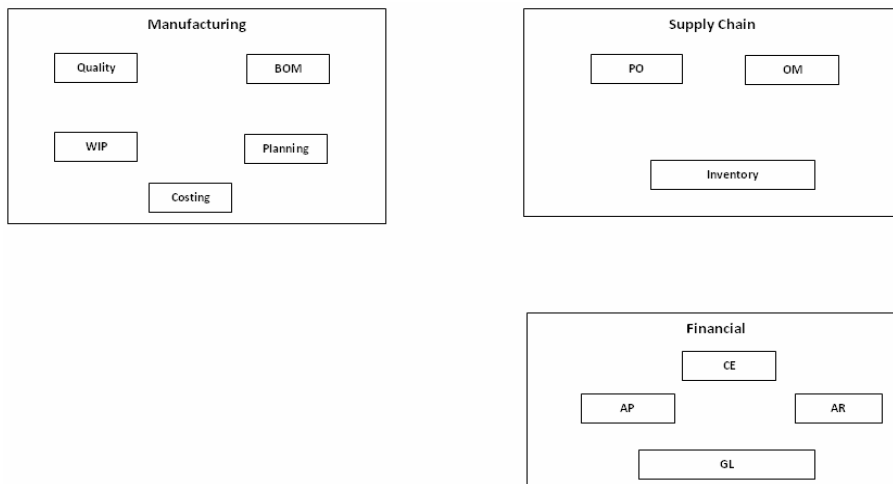 Manufacturing
Quality
BOM
WIP
Planning
Costing
Supply Chain
PO
OM
Inventory
Financial
CE
AP
AR
GL